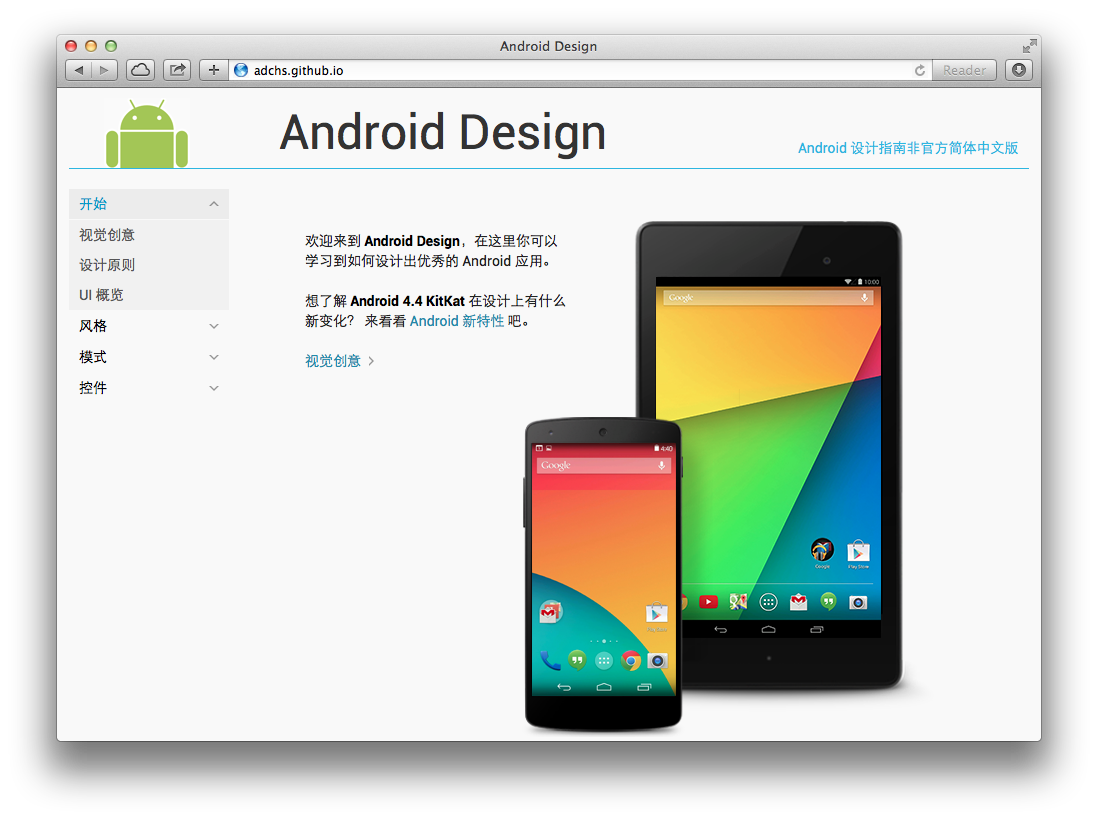 Android Design
adchs.github.io
Reader
Android Design
Android 设计指南非官方简体中文版
开始
视觉创意
设计原则
UI 概览
风格
模式
控件
欢迎来到 Android Design，在这里你可以
学习到如何设计出优秀的 Android 应用。
想了解 Android 4.4 KitKat 在设计上有什么
新变化？ 来看看 Android 新特性 吧。
视觉创意
10:00
Google
Google
Play Store
4:40
Google